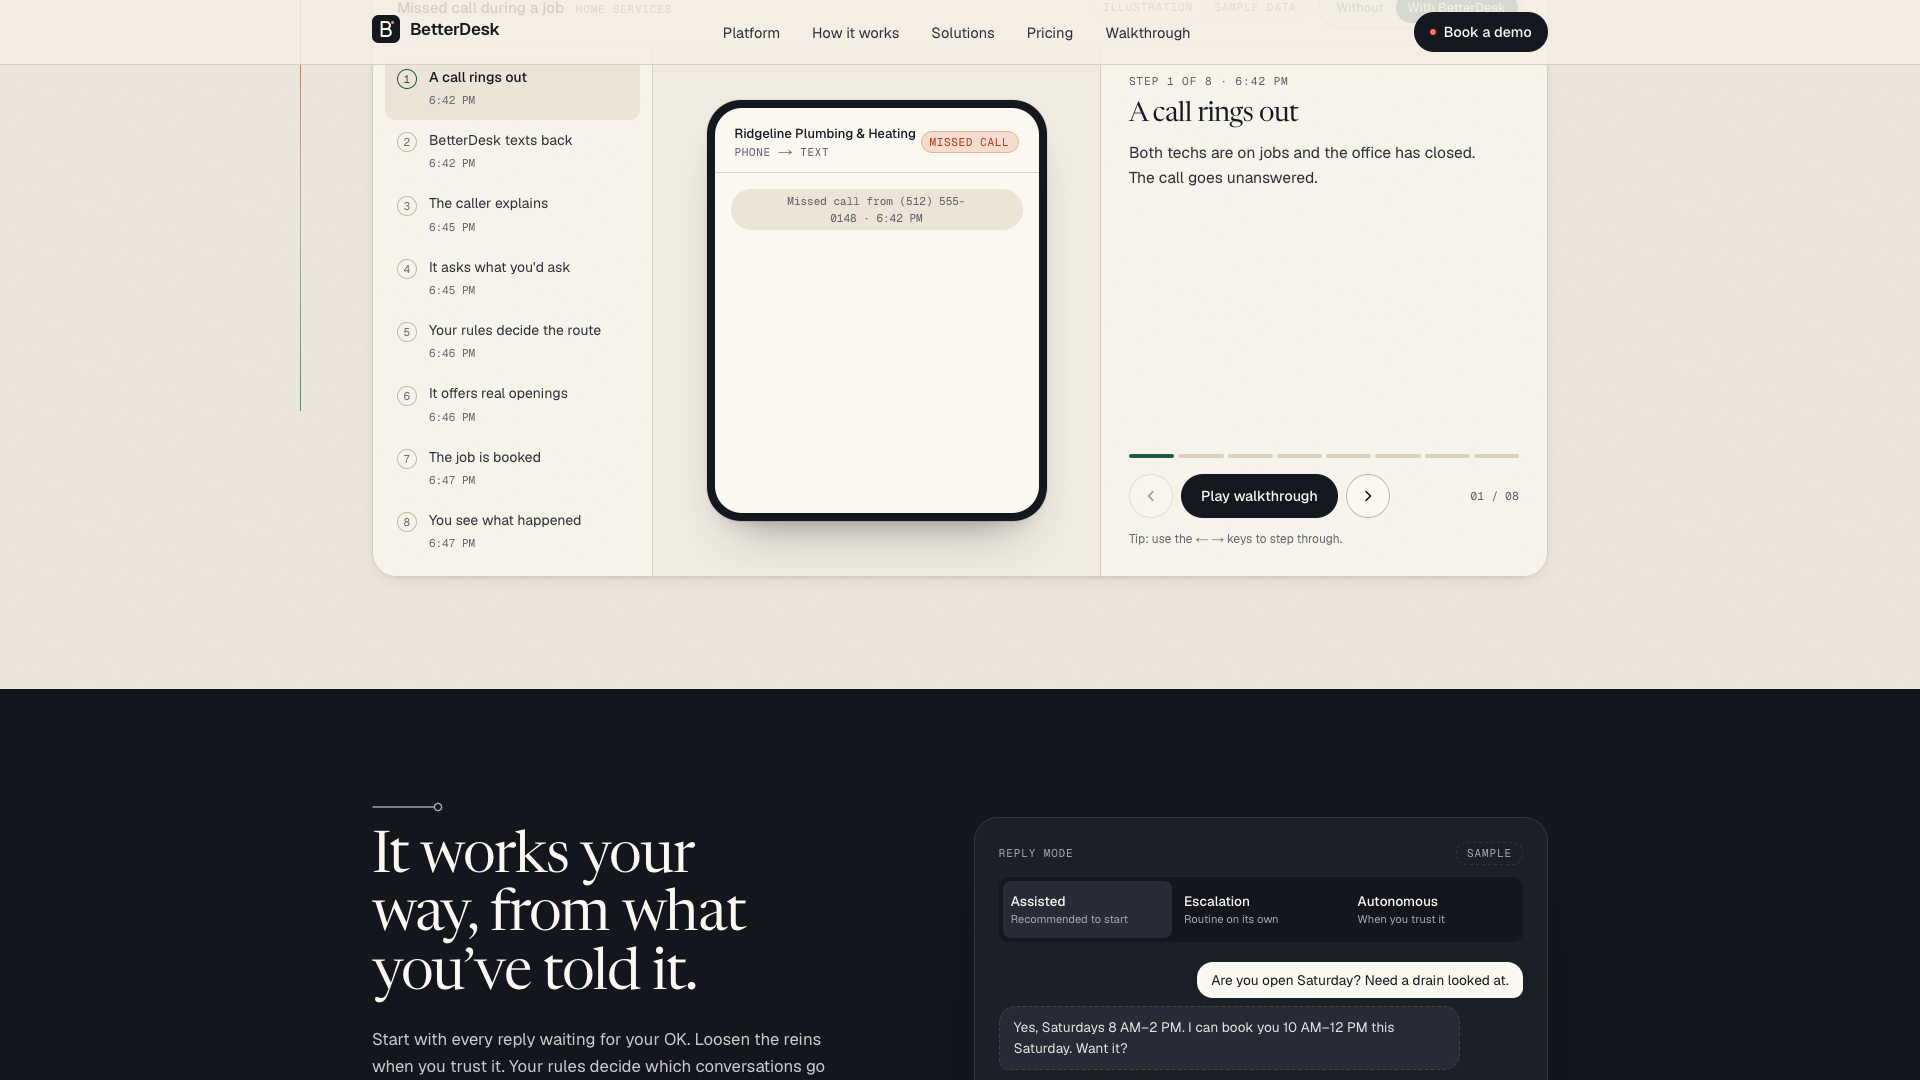 Missed call during a job HOME SERVICES
ILLUSTRATION · SAMPLE DATA
Without
With BetterDesk
B
BetterDesk
Platform
How it works
Solutions
Pricing
Walkthrough
Book a demo
1
A call rings out
6:42 PM
2
BetterDesk texts back
6:42 PM
3
The caller explains
6:45 PM
4
It asks what you'd ask
6:45 PM
5
Your rules decide the route
6:46 PM
6
It offers real openings
6:46 PM
7
The job is booked
6:47 PM
8
You see what happened
6:47 PM
Ridgeline Plumbing & Heating
PHONE → TEXT
MISSED CALL
Missed call from (512) 555-
0148 · 6:42 PM
STEP 1 OF 8 · 6:42 PM
A call rings out
Both techs are on jobs and the office has closed.
The call goes unanswered.
Play walkthrough
01 / 08
Tip: use the ← → keys to step through.
It works your
way, from what
you’ve told it.
Start with every reply waiting for your OK. Loosen the reins
when you trust it. Your rules decide which conversations go
REPLY MODE
SAMPLE
Assisted
Recommended to start
Escalation
Routine on its own
Autonomous
When you trust it
Are you open Saturday? Need a drain looked at.
Yes, Saturdays 8 AM–2 PM. I can book you 10 AM–12 PM this
Saturday. Want it?